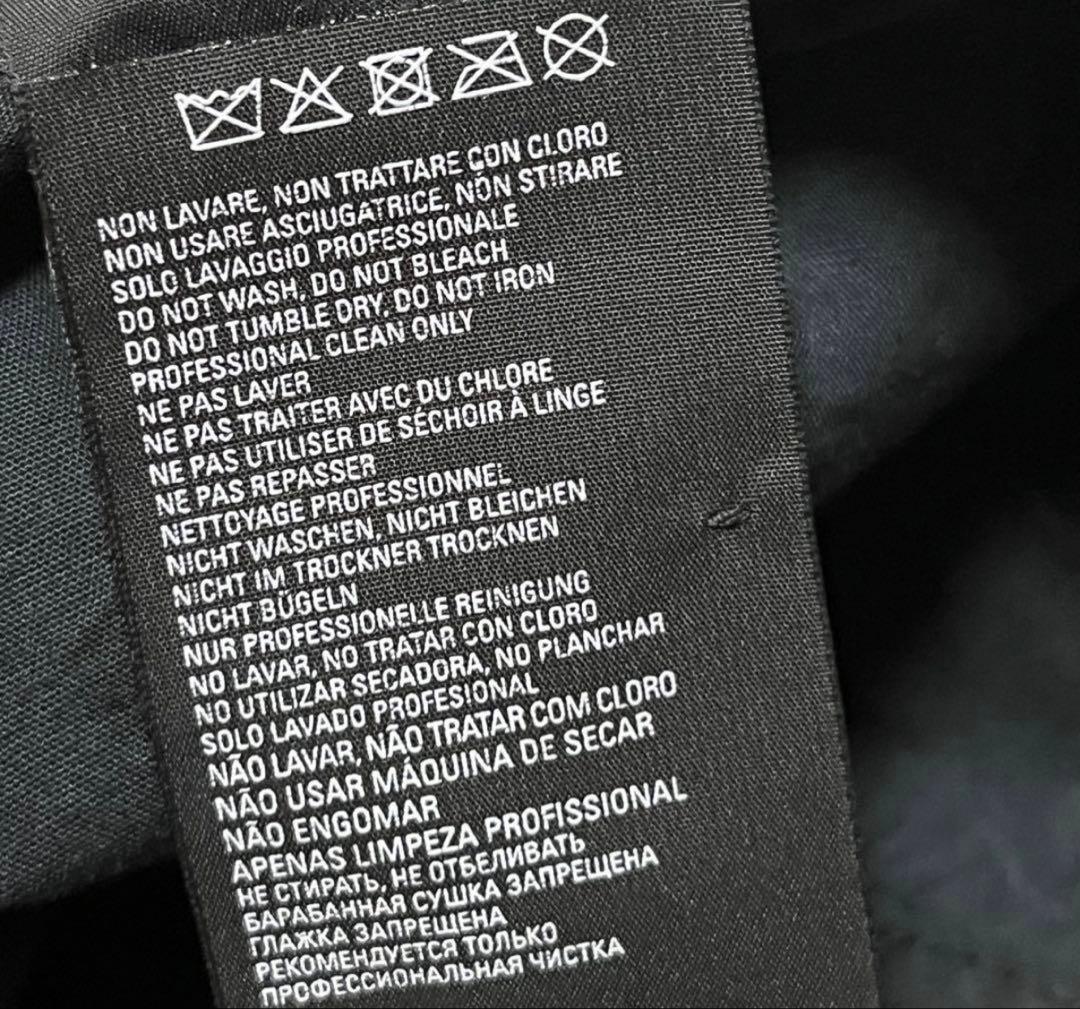 NON LAVARE, NON TRATTARE CON CLORO
NON USARE ASCIUGATRICE, NON STIRARE
SOLO LAVAGGIO PROFESSIONALE
DO NOT WASH, DO NOT BLEACH
DO NOT TUMBLE DRY, DO NOT IRON
PROFESSIONAL CLEAN ONLY
NE PAS LAVER
NE PAS TRAITER AVEC DU CHLORE
NE PAS UTILISER DE SÉCHOIR À LINGE
NE PAS REPASSER
NETTOYAGE PROFESSIONNEL
NICHT WASCHEN, NICHT BLEICHEN
NICHT IM TROCKNER TROCKNEN
NICHT BÜGELN
NUR PROFESSIONELLE REINIGUNG
NO LAVAR, NO TRATAR CON CLORO
NO UTILIZAR SECADORA, NO PLANCHAR
SOLO LAVADO PROFESIONAL
NÃO LAVAR, NÃO TRATAR COM CLORO
NÃO USAR MÁQUINA DE SECAR
NÃO ENGOMAR
APENAS LIMPEZA PROFISSIONAL
НЕ СТИРАТЬ, НЕ ОТБЕЛИВАТЬ
БАРАБАННАЯ СУШКА ЗАПРЕЩЕНА
ГЛАЖКА ЗАПРЕЩЕНА
РЕКОМЕНДУЕТСЯ ТОЛЬКО
ПРОФЕССИОНАЛЬНАЯ ЧИСТКА